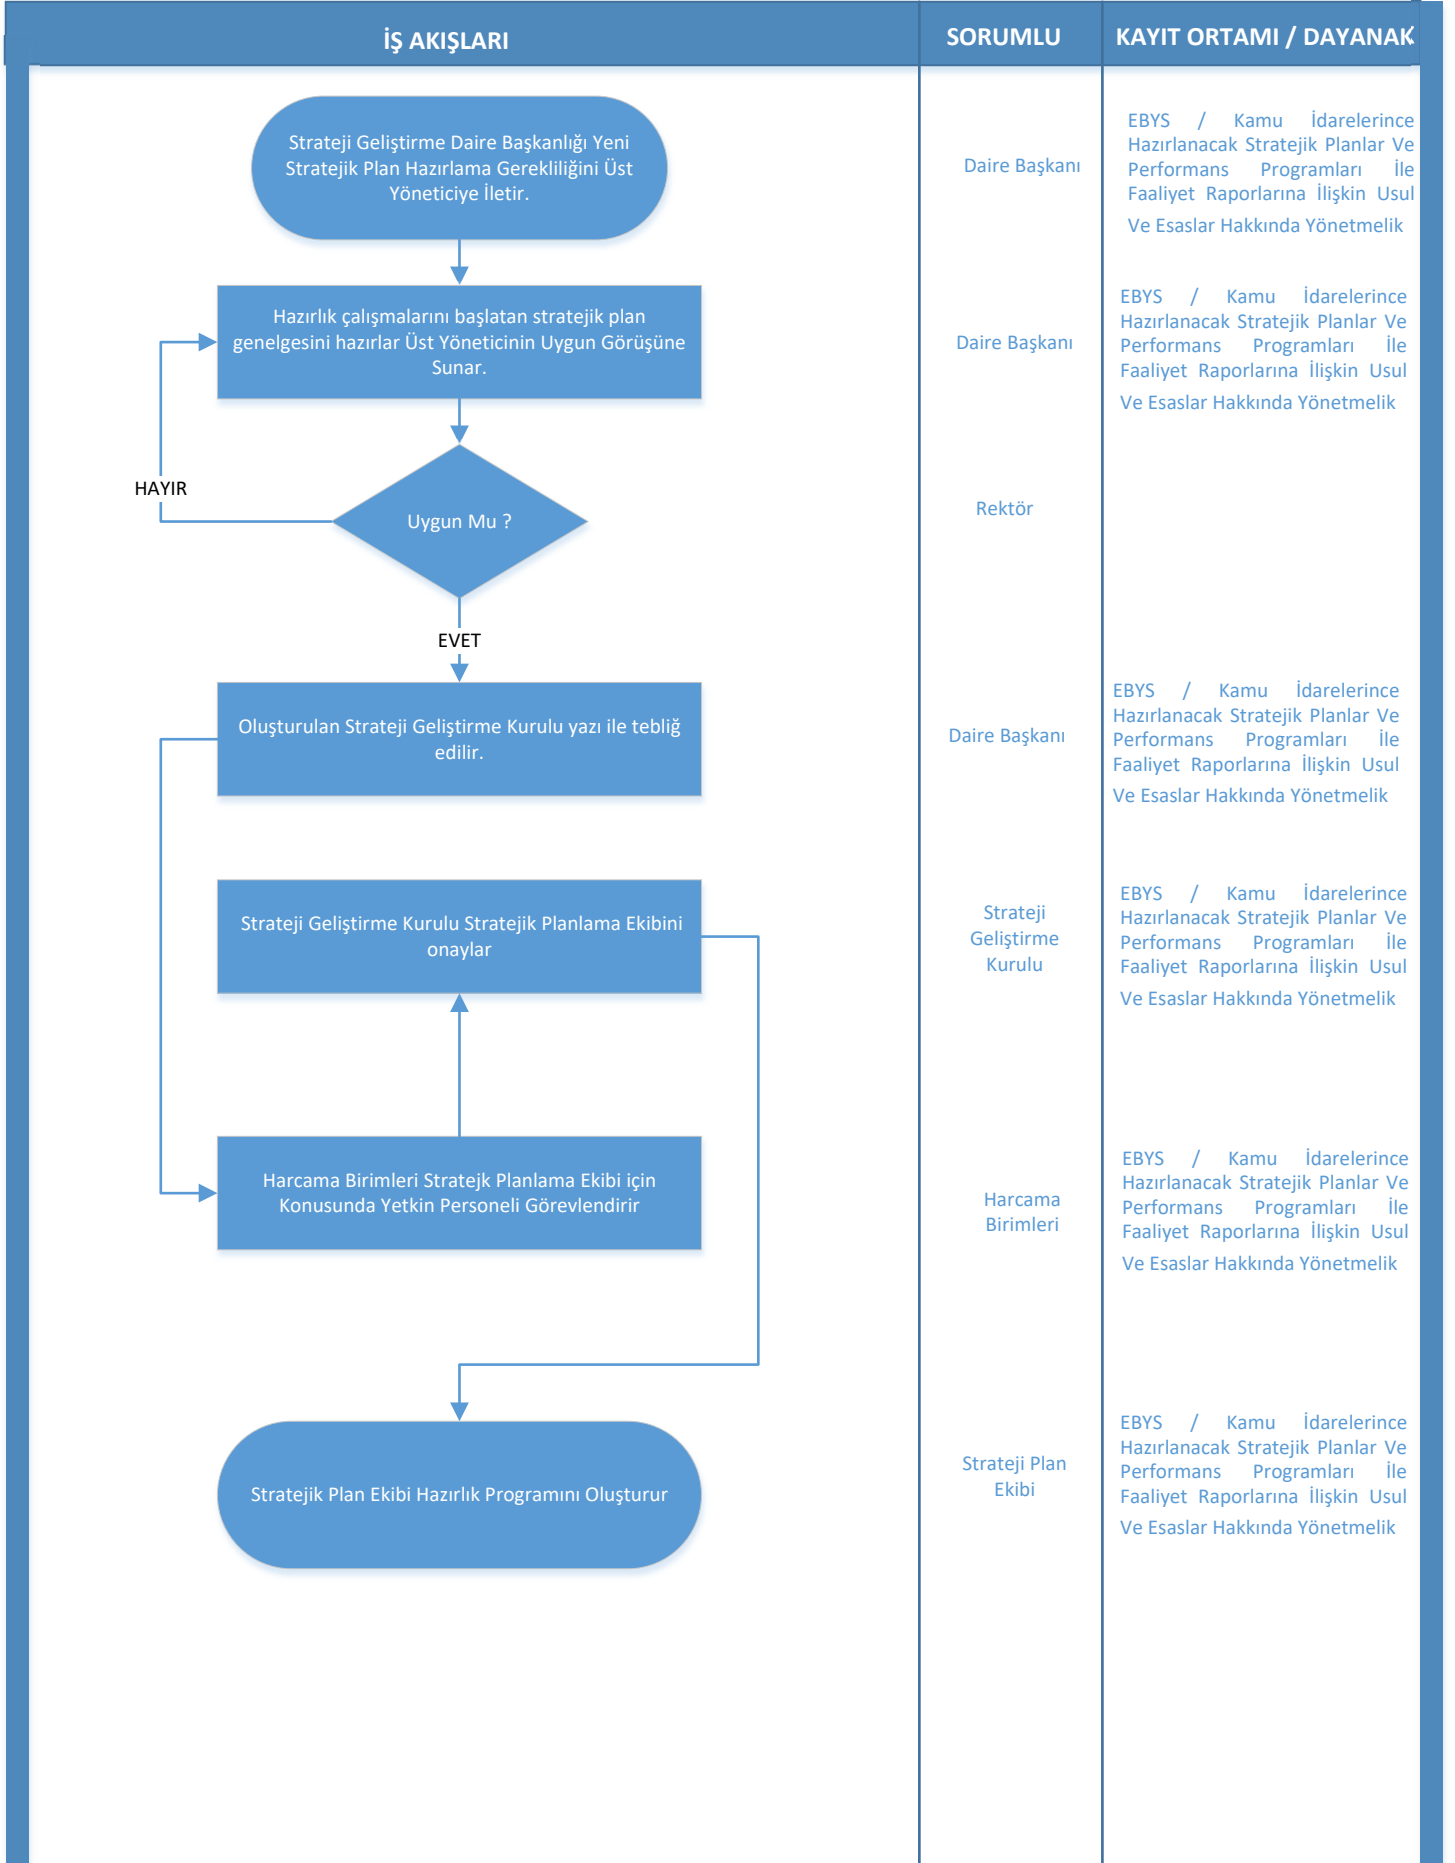 İŞ AKIŞLARI
SORUMLU
KAYIT ORTAMI / DAYANAK
Strateji Geliştirme Daire Başkanlığı Yeni
Stratejik Plan Hazırlama Gerekliliğini Üst
Yöneticiye İletir.
Daire Başkanı
EBYS / Kamu İdarelerince
Hazırlanacak Stratejik Planlar Ve
Performans Programları İle
Faaliyet Raporlarına İlişkin Usul
Ve Esaslar Hakkında Yönetmelik
Hazırlık çalışmalarını başlatan stratejik plan
genelgesini hazırlar Üst Yöneticinin Uygun Görüşüne
Sunar.
Daire Başkanı
EBYS / Kamu İdarelerince
Hazırlanacak Stratejik Planlar Ve
Performans Programları İle
Faaliyet Raporlarına İlişkin Usul
Ve Esaslar Hakkında Yönetmelik
HAYIR
Uygun Mu ?
Rektör
EVET
Oluşturulan Strateji Geliştirme Kurulu yazı ile tebliğ
edilir.
Daire Başkanı
EBYS / Kamu İdarelerince
Hazırlanacak Stratejik Planlar Ve
Performans Programları İle
Faaliyet Raporlarına İlişkin Usul
Ve Esaslar Hakkında Yönetmelik
Strateji Geliştirme Kurulu Stratejik Planlama Ekibini
onaylar
Strateji
Geliştirme
Kurulu
EBYS / Kamu İdarelerince
Hazırlanacak Stratejik Planlar Ve
Performans Programları İle
Faaliyet Raporlarına İlişkin Usul
Ve Esaslar Hakkında Yönetmelik
Harcama Birimleri Stratejk Planlama Ekibi için
Konusunda Yetkin Personeli Görevlendirir
Harcama
Birimleri
EBYS / Kamu İdarelerince
Hazırlanacak Stratejik Planlar Ve
Performans Programları İle
Faaliyet Raporlarına İlişkin Usul
Ve Esaslar Hakkında Yönetmelik
Stratejik Plan Ekibi Hazırlık Programını Oluşturur
Strateji Plan
Ekibi
EBYS / Kamu İdarelerince
Hazırlanacak Stratejik Planlar Ve
Performans Programları İle
Faaliyet Raporlarına İlişkin Usul
Ve Esaslar Hakkında Yönetmelik